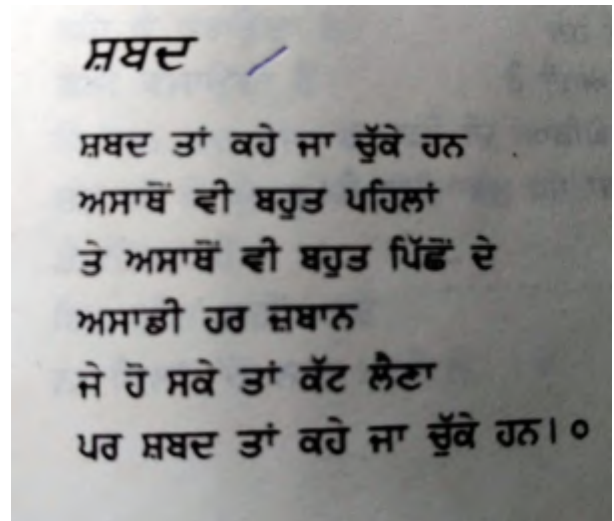 ਸ਼ਬਦ
ਸ਼ਬਦ ਤਾਂ ਕਹੇ ਜਾ ਚੁੱਕੇ ਹਨ
ਅਸਾਥੋਂ ਵੀ ਬਹੁਤ ਪਹਿਲਾਂ
ਤੇ ਅਸਾਥੋਂ ਵੀ ਬਹੁਤ ਪਿੱਛੋਂ ਦੇ
ਅਸਾਡੀ ਹਰ ਜ਼ਬਾਨ
ਜੇ ਹੋ ਸਕੇ ਤਾਂ ਕੱਟ ਲੈਣਾ
ਪਰ ਸ਼ਬਦ ਤਾਂ ਕਹੇ ਜਾ ਚੁੱਕੇ ਹਨ। ੦